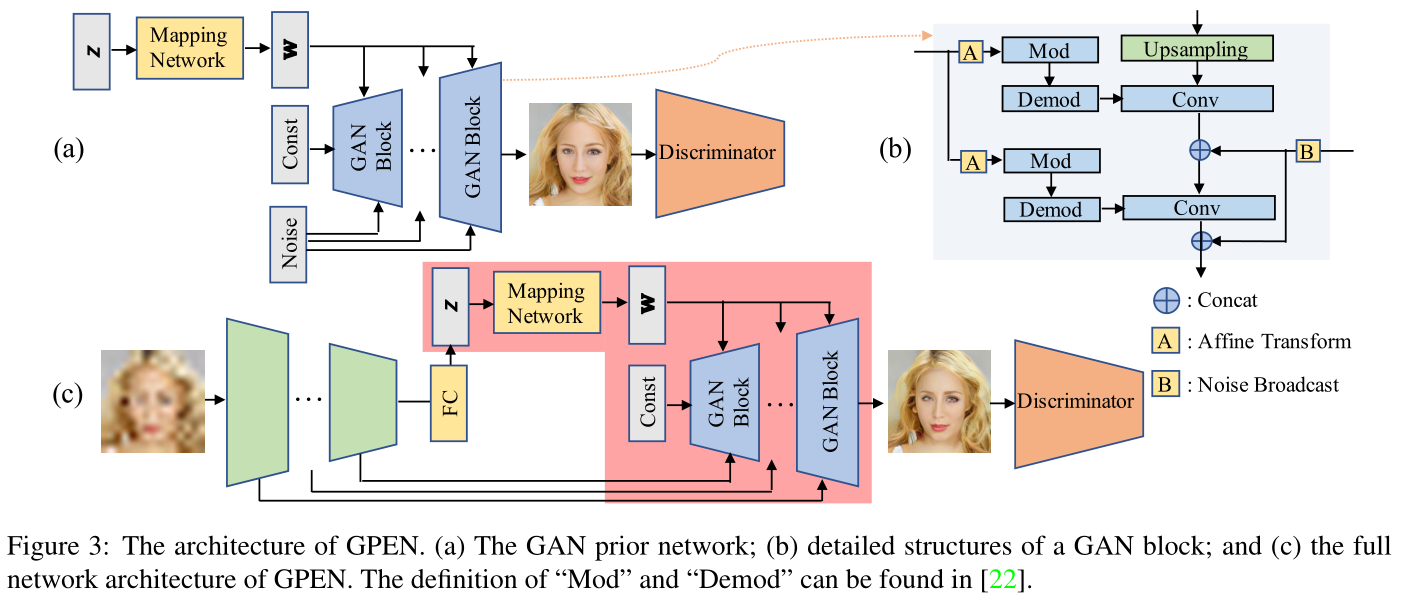 z
Mapping
Network
w
Const
GAN
Block
...
GAN Block
Noise
Discriminator
(a)
A
Mod
Upsampling
Demod
Conv
(b)
A
Mod
B
Demod
Conv
: Concat
A : Affine Transform
B : Noise Broadcast
z
Mapping
Network
w
(c)
...
FC
Const
GAN
Block
...
GAN Block
Discriminator
Figure 3: The architecture of GPEN. (a) The GAN prior network; (b) detailed structures of a GAN block; and (c) the full
network architecture of GPEN. The definition of “Mod” and “Demod” can be found in [22].